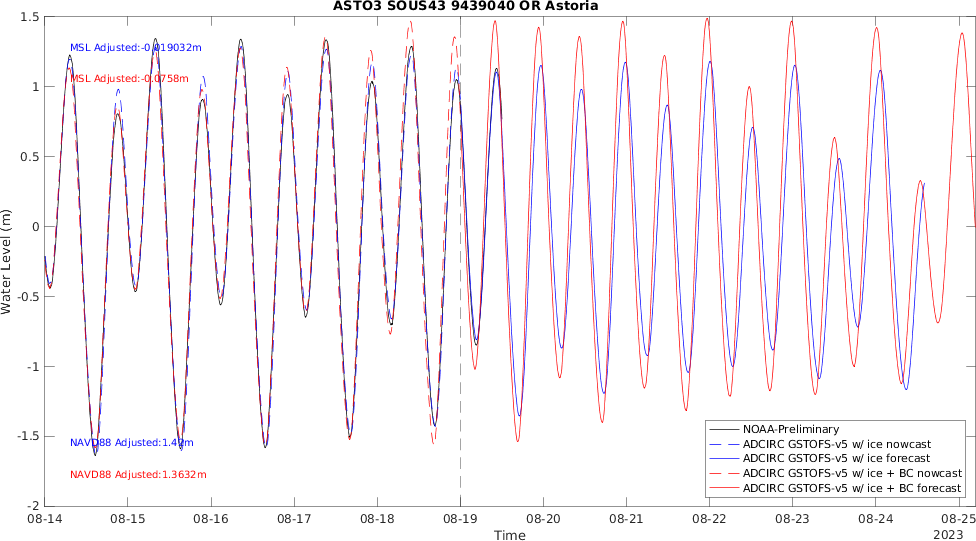 ASTO3 SOUS43 9439040 OR Astoria
MSL Adjusted:-0.019032m
MSL Adjusted:-0.0758m
NAVD88 Adjusted:1.42m
NAVD88 Adjusted:1.3632m
Water Level (m)
1.5
1
0.5
0
-0.5
-1
-1.5
-2
08-14
08-15
08-16
08-17
08-18
08-19
08-20
08-21
08-22
08-23
08-24
08-25
Time
2023
NOAA-Preliminary
ADCIRC GSTOFS-v5 w/ ice nowcast
ADCIRC GSTOFS-v5 w/ ice forecast
ADCIRC GSTOFS-v5 w/ ice + BC nowcast
ADCIRC GSTOFS-v5 w/ ice + BC forecast